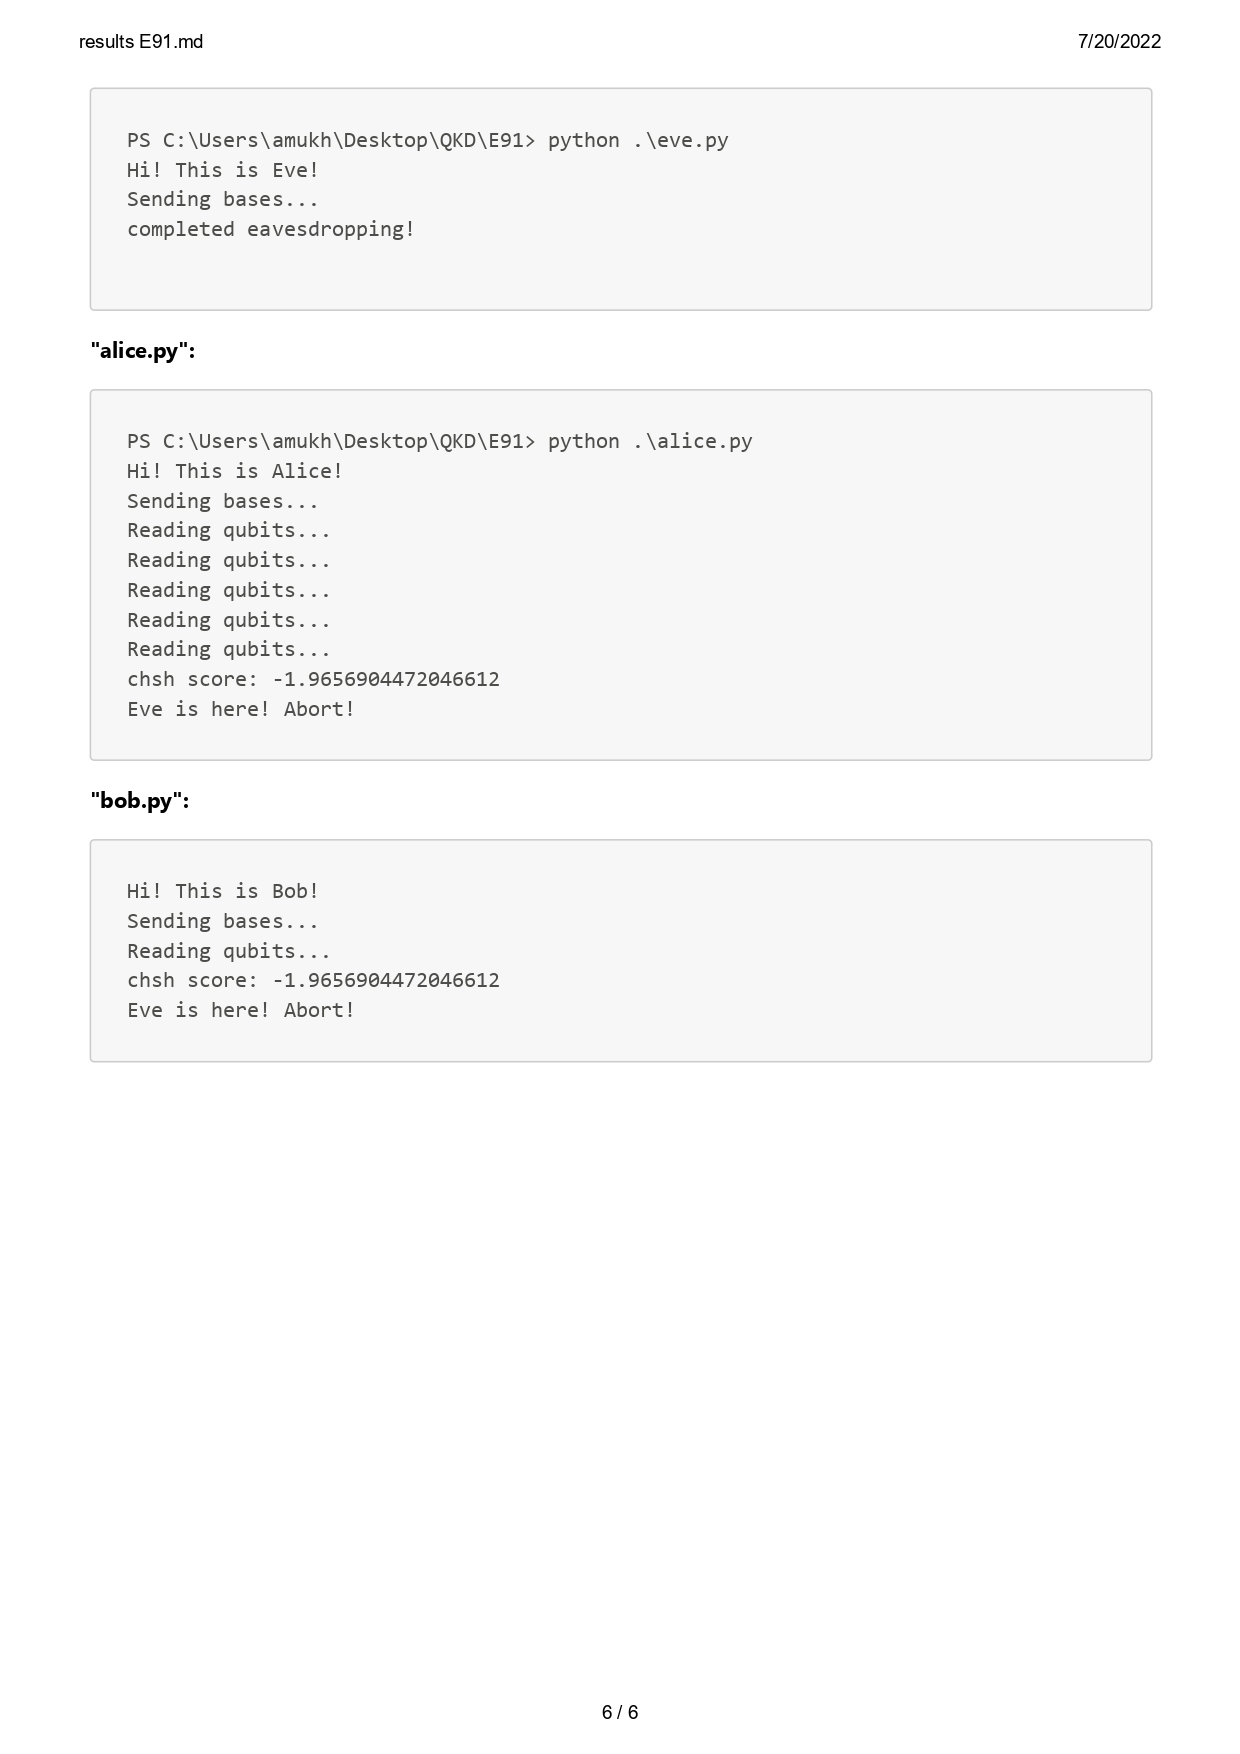 results E91.md 7/20/2022
PS C:\Users\amukh\Desktop\QKD\E91> python .\eve.py
Hi! This is Eve!
Sending bases...
completed eavesdropping!
"alice.py":
PS C:\Users\amukh\Desktop\QKD\E91> python .\alice.py
Hi! This is Alice!
Sending bases...
Reading qubits...
Reading qubits...
Reading qubits...
Reading qubits...
Reading qubits...
chsh score: -1.9656904472046612
Eve is here! Abort!
"bob.py":
Hi! This is Bob!
Sending bases...
Reading qubits...
chsh score: -1.9656904472046612
Eve is here! Abort!
6 / 6